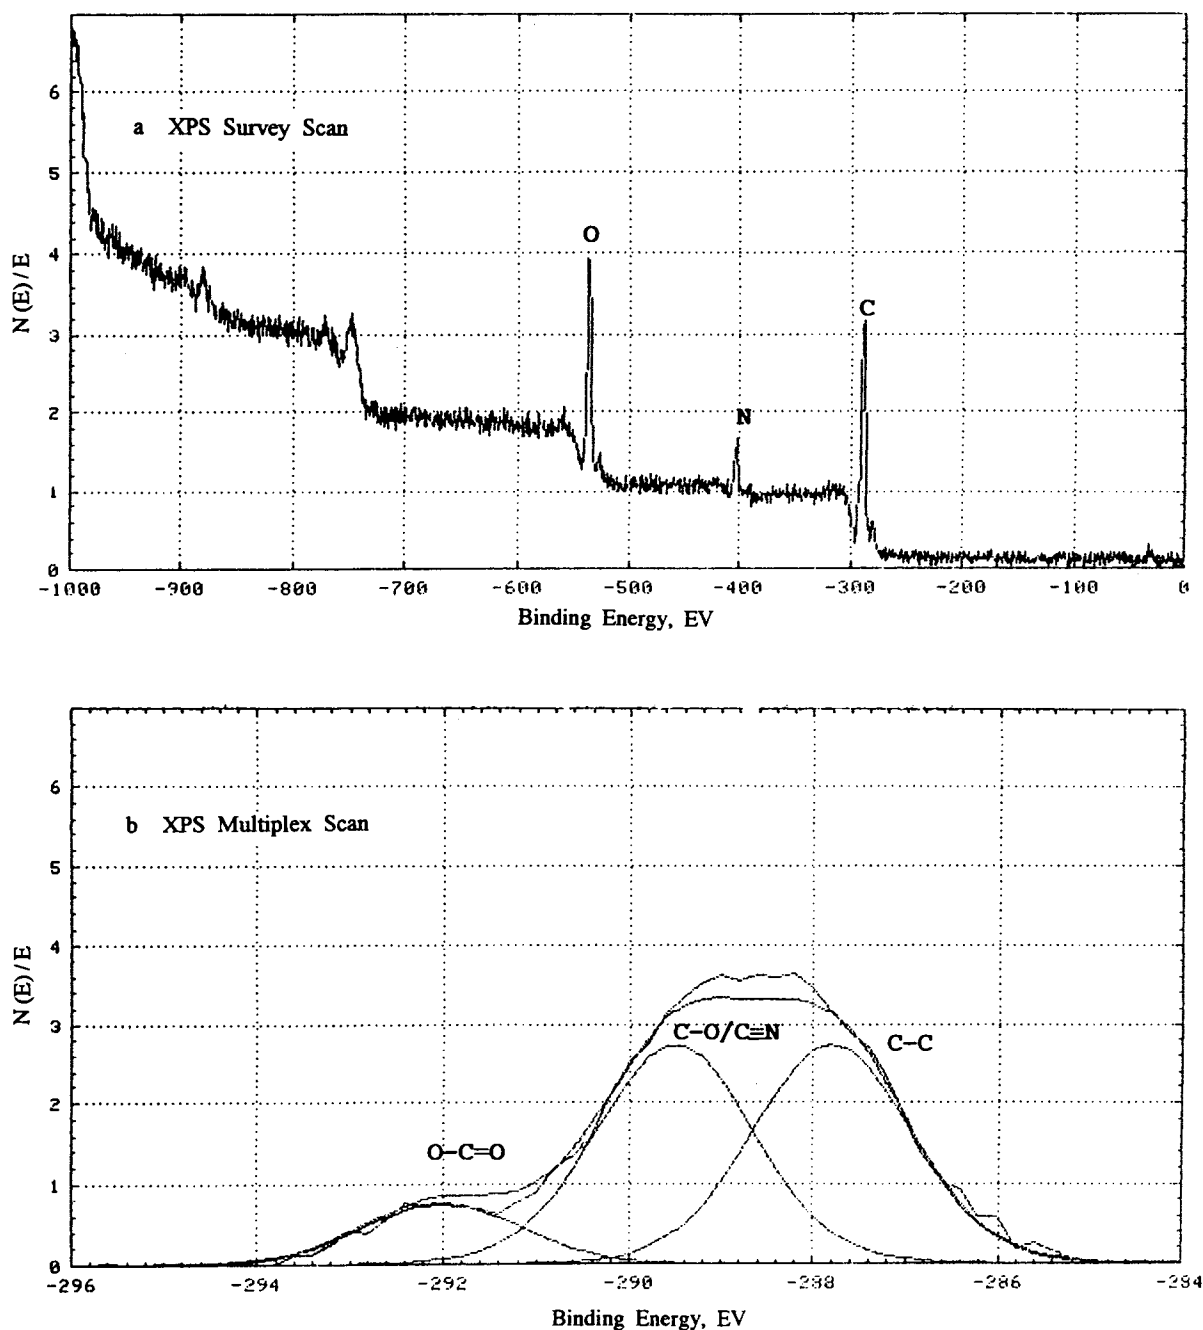 6
a XPS Survey Scan
5
O
4
N(E)/E
C
3
N
2
1
0
-1000 -900 -800 -700 -600 -500 -400 -300 -200 -100 0
Binding Energy, EV
6
b XPS Multiplex Scan
5
4
N(E)/E
3
C-O/C≡N
C-C
2
O-C=O
1
0
-296 -294 -292 -290 -288 -286 -284
Binding Energy, EV